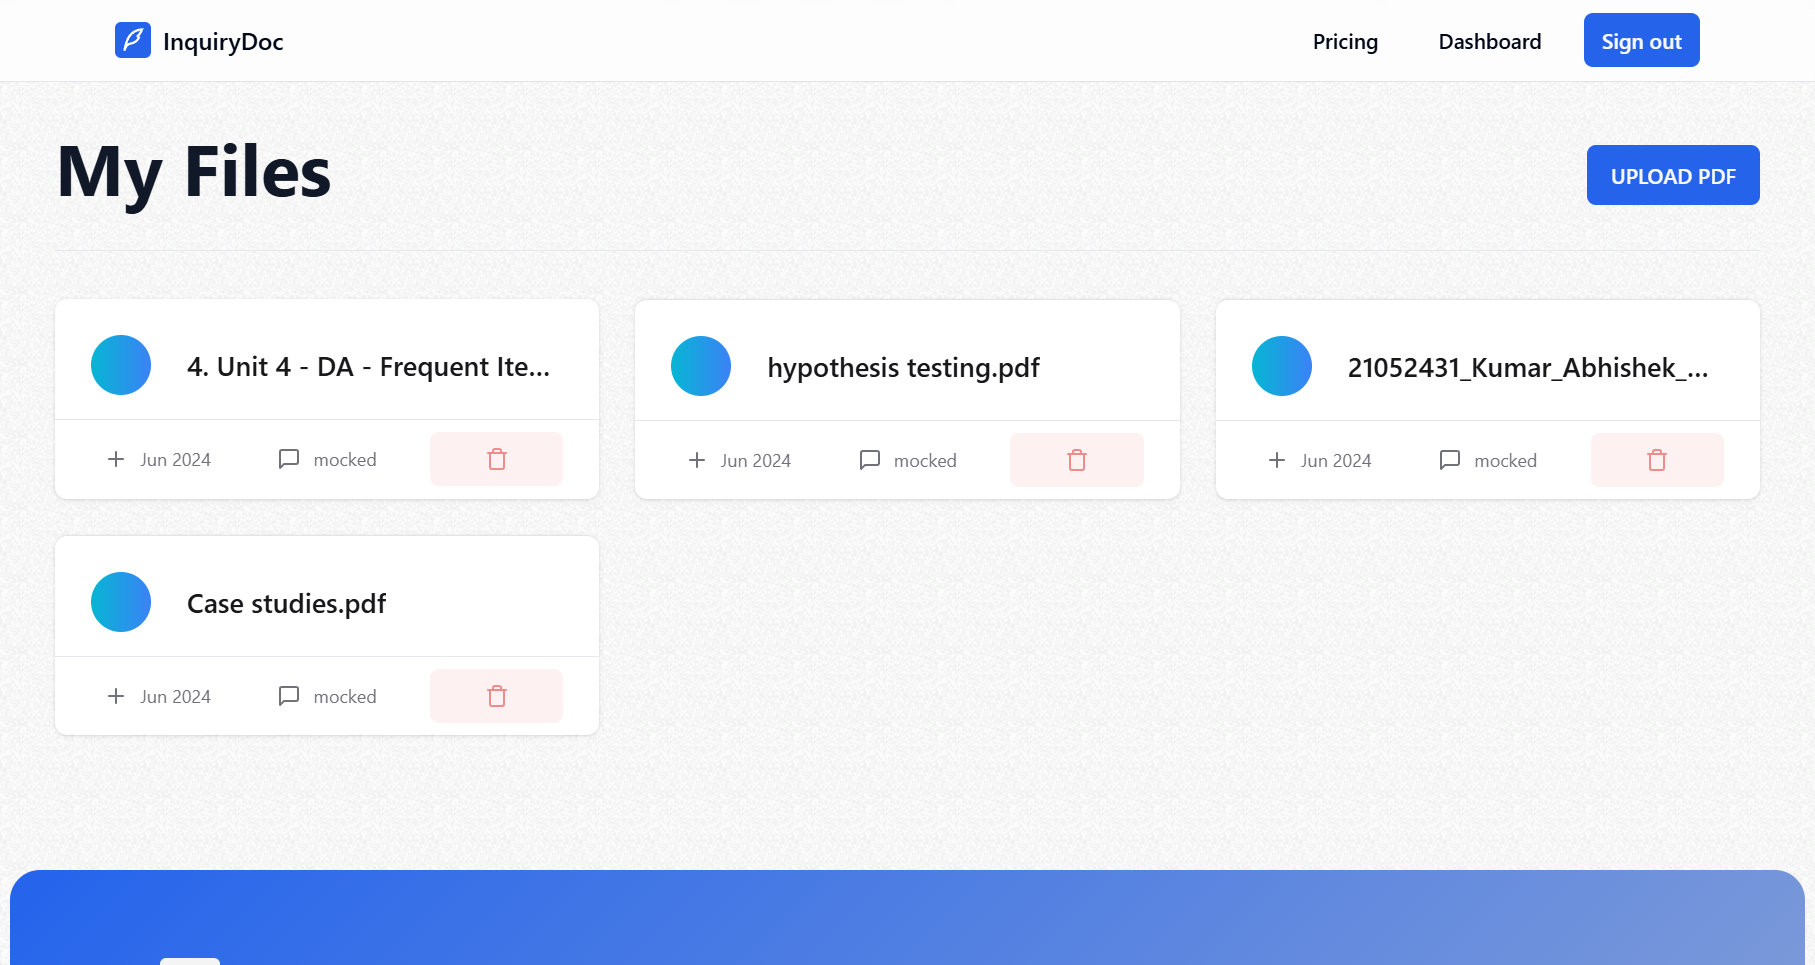 InquiryDoc
Pricing
Dashboard
Sign out
My Files
UPLOAD PDF
4. Unit 4 - DA - Frequent Ite...
Jun 2024
mocked
hypothesis testing.pdf
Jun 2024
mocked
21052431_Kumar_Abhishek_...
Jun 2024
mocked
Case studies.pdf
Jun 2024
mocked